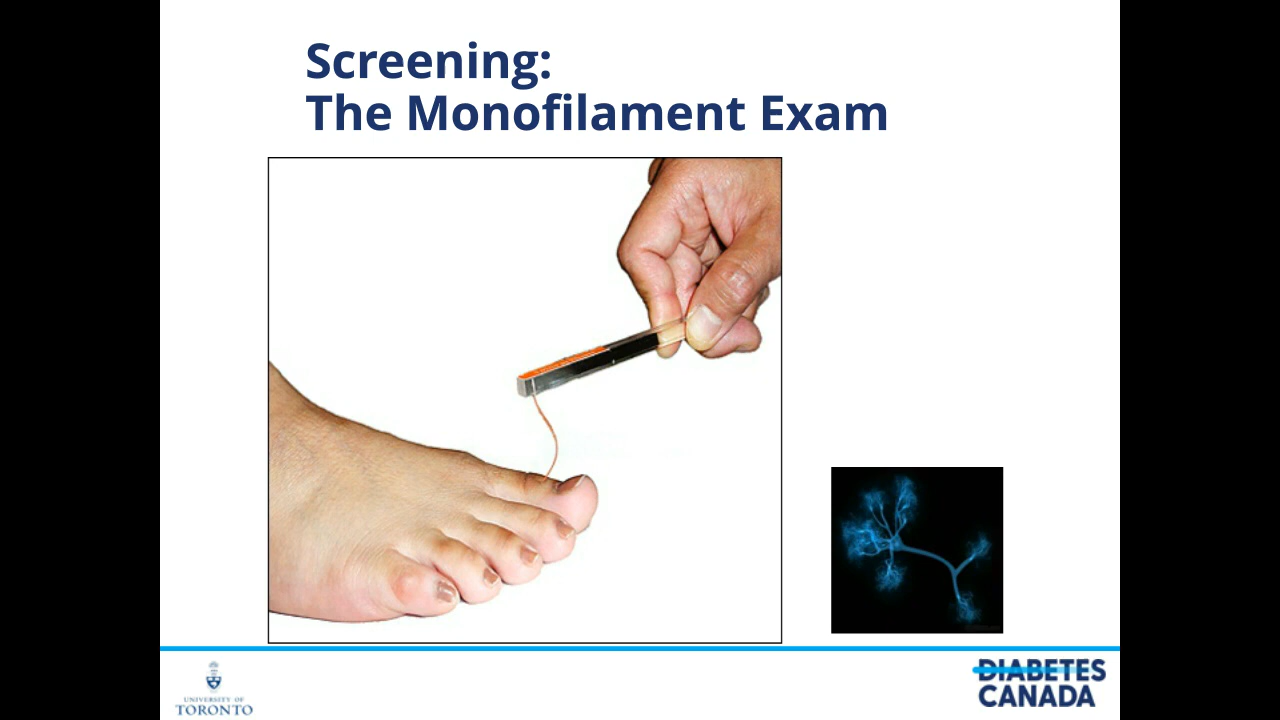 Screening:
The Monofilament Exam
UNIVERSITY OF
TORONTO
DIABETES
CANADA